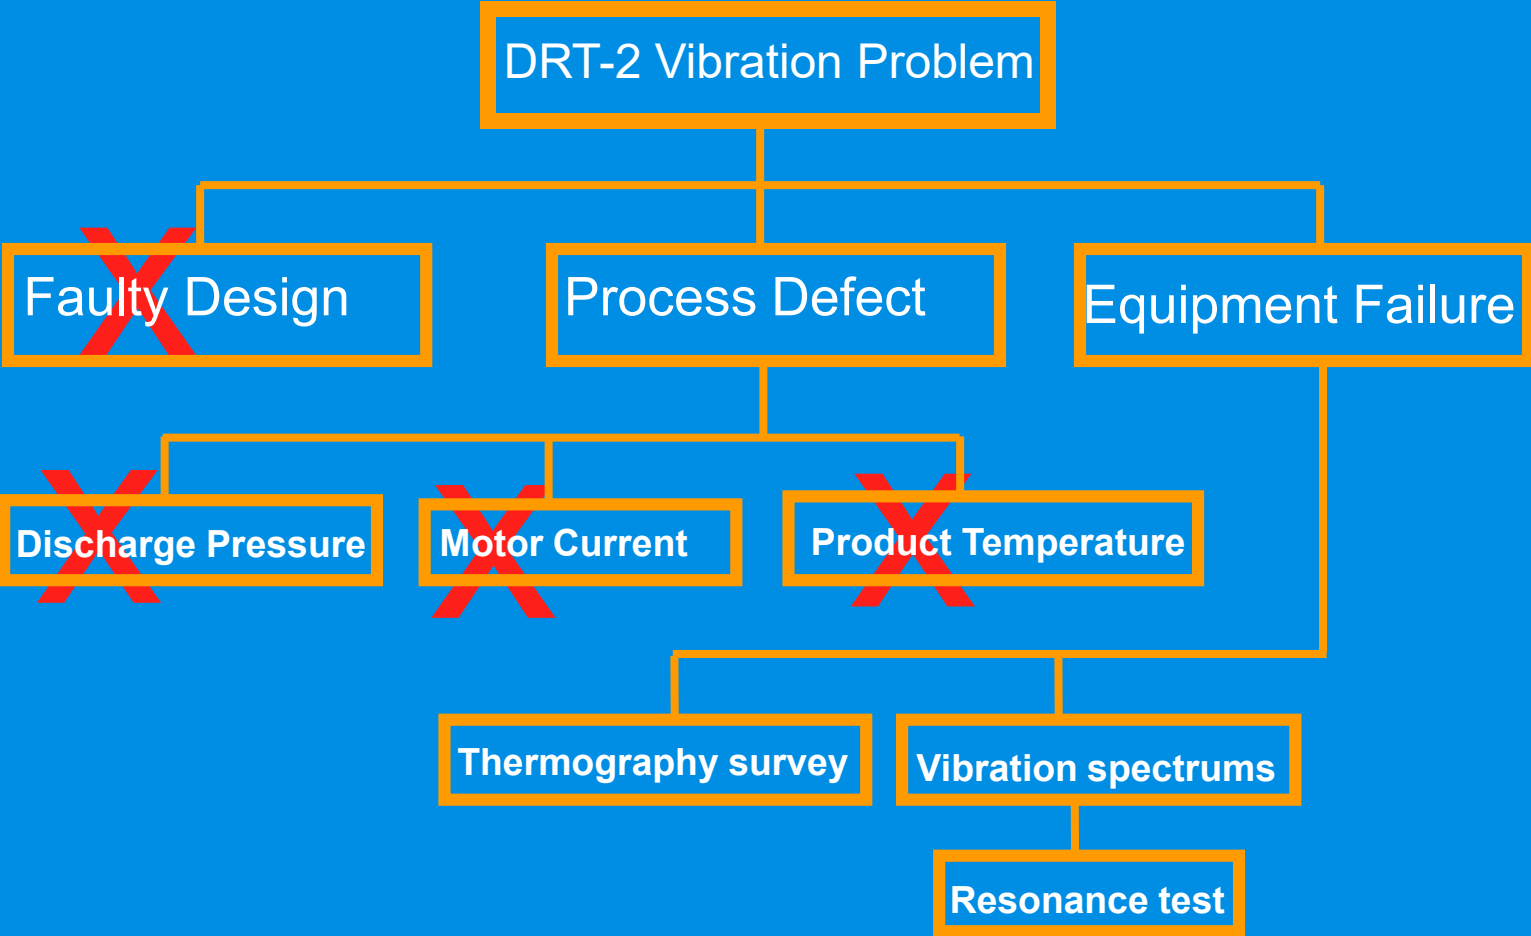 DRT-2 Vibration Problem
Faulty Design
Process Defect
Equipment Failure
Discharge Pressure
Motor Current
Product Temperature
Thermography survey
Vibration spectrums
Resonance test